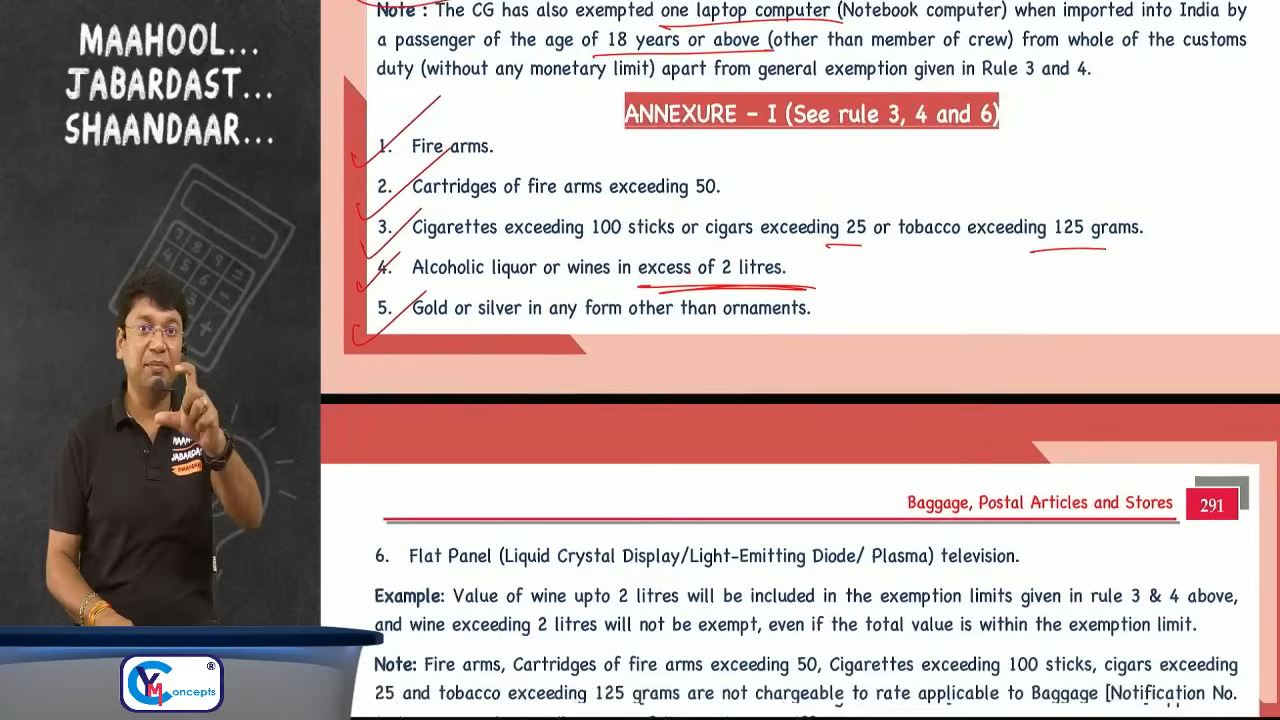 MAAHOOL...
JABARDAST...
SHAANDAAR...
Note : The CG has also exempted one laptop computer (Notebook computer) when imported into India by
a passenger of the age of 18 years or above (other than member of crew) from whole of the customs
duty (without any monetary limit) apart from general exemption given in Rule 3 and 4.
ANNEXURE – I (See rule 3, 4 and 6)
1. Fire arms.
2. Cartridges of fire arms exceeding 50.
3. Cigarettes exceeding 100 sticks or cigars exceeding 25 or tobacco exceeding 125 grams.
4. Alcoholic liquor or wines in excess of 2 litres.
5. Gold or silver in any form other than ornaments.
Baggage, Postal Articles and Stores 291
6. Flat Panel (Liquid Crystal Display/Light-Emitting Diode/ Plasma) television.
Example: Value of wine upto 2 litres will be included in the exemption limits given in rule 3 & 4 above,
and wine exceeding 2 litres will not be exempt, even if the total value is within the exemption limit.
Note: Fire arms, Cartridges of fire arms exceeding 50, Cigarettes exceeding 100 sticks, cigars exceeding
25 and tobacco exceeding 125 grams are not chargeable to rate applicable to Baggage [Notification No.
JABARDAST
SHAANDAAR
YM Concepts ®